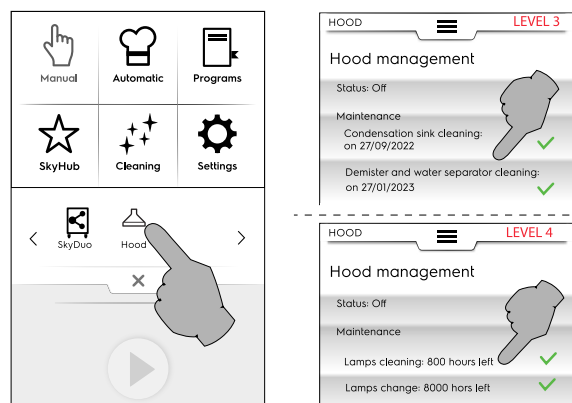 Manual
Automatic
Programs
SkyHub
Cleaning
Settings
SkyDuo
Hood
HOOD
LEVEL 3
Hood management
Status: Off
Maintenance
Condensation sink cleaning:
on 27/09/2022
Demister and water separator cleaning:
on 27/01/2023
HOOD
LEVEL 4
Hood management
Status: Off
Maintenance
Lamps cleaning: 800 hours left
Lamps change: 8000 hors left